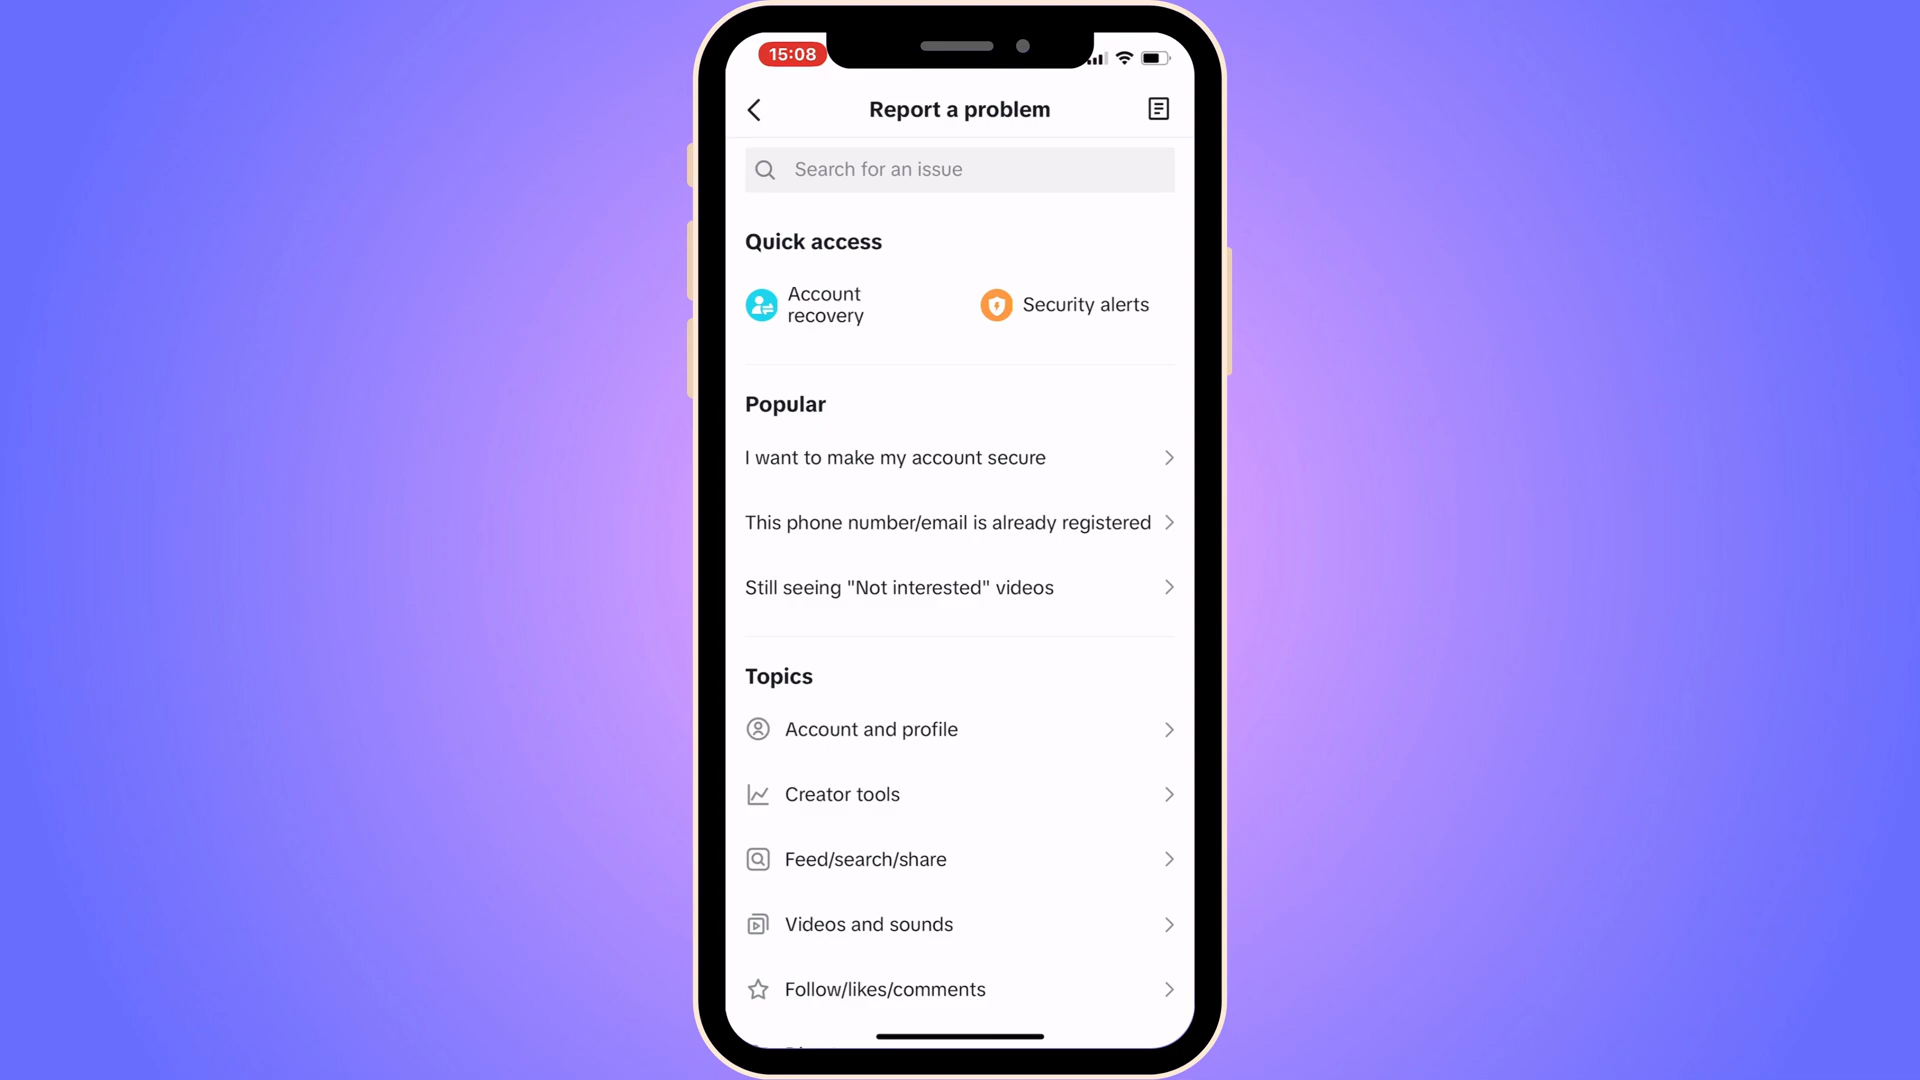 15:08
Report a problem
Search for an issue
Quick access
Account
recovery
Security alerts
Popular
I want to make my account secure
This phone number/email is already registered
Still seeing "Not interested" videos
Topics
Account and profile
Creator tools
Feed/search/share
Videos and sounds
Follow/likes/comments